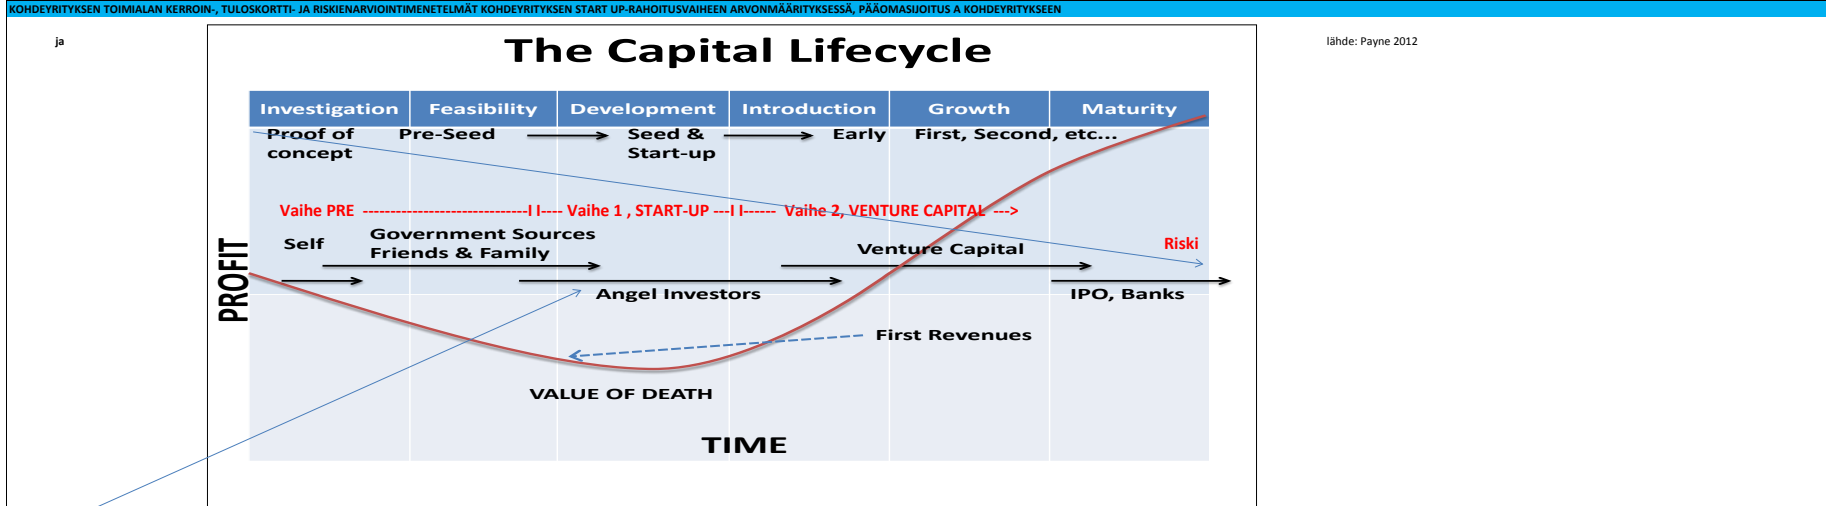 KOHDEYRITYKSEN TOIMIALAN KERROIN-, TULOSKORTTI- JA RISKIENARVIOINTIMENETELMÄT KOHDEYRITYKSEN START UP-RAHOITUSVAIHEEN ARVONMÄÄRITYKSESSÄ, PÄÄOMASIJOITUS A KOHDEYRITYKSEEN
ja
The Capital Lifecycle
lähde: Payne 2012
Investigation Feasibility Development Introduction Growth Maturity
Proof of Pre-Seed Seed & Early First, Second, etc...
concept Start-up
Vaihe PRE ------------------------------I I---- Vaihe 1 , START-UP ---I I------ Vaihe 2, VENTURE CAPITAL --->
Self
Government Sources
Friends & Family
Venture Capital
Riski
PROFIT
Angel Investors
IPO, Banks
First Revenues
VALUE OF DEATH
TIME